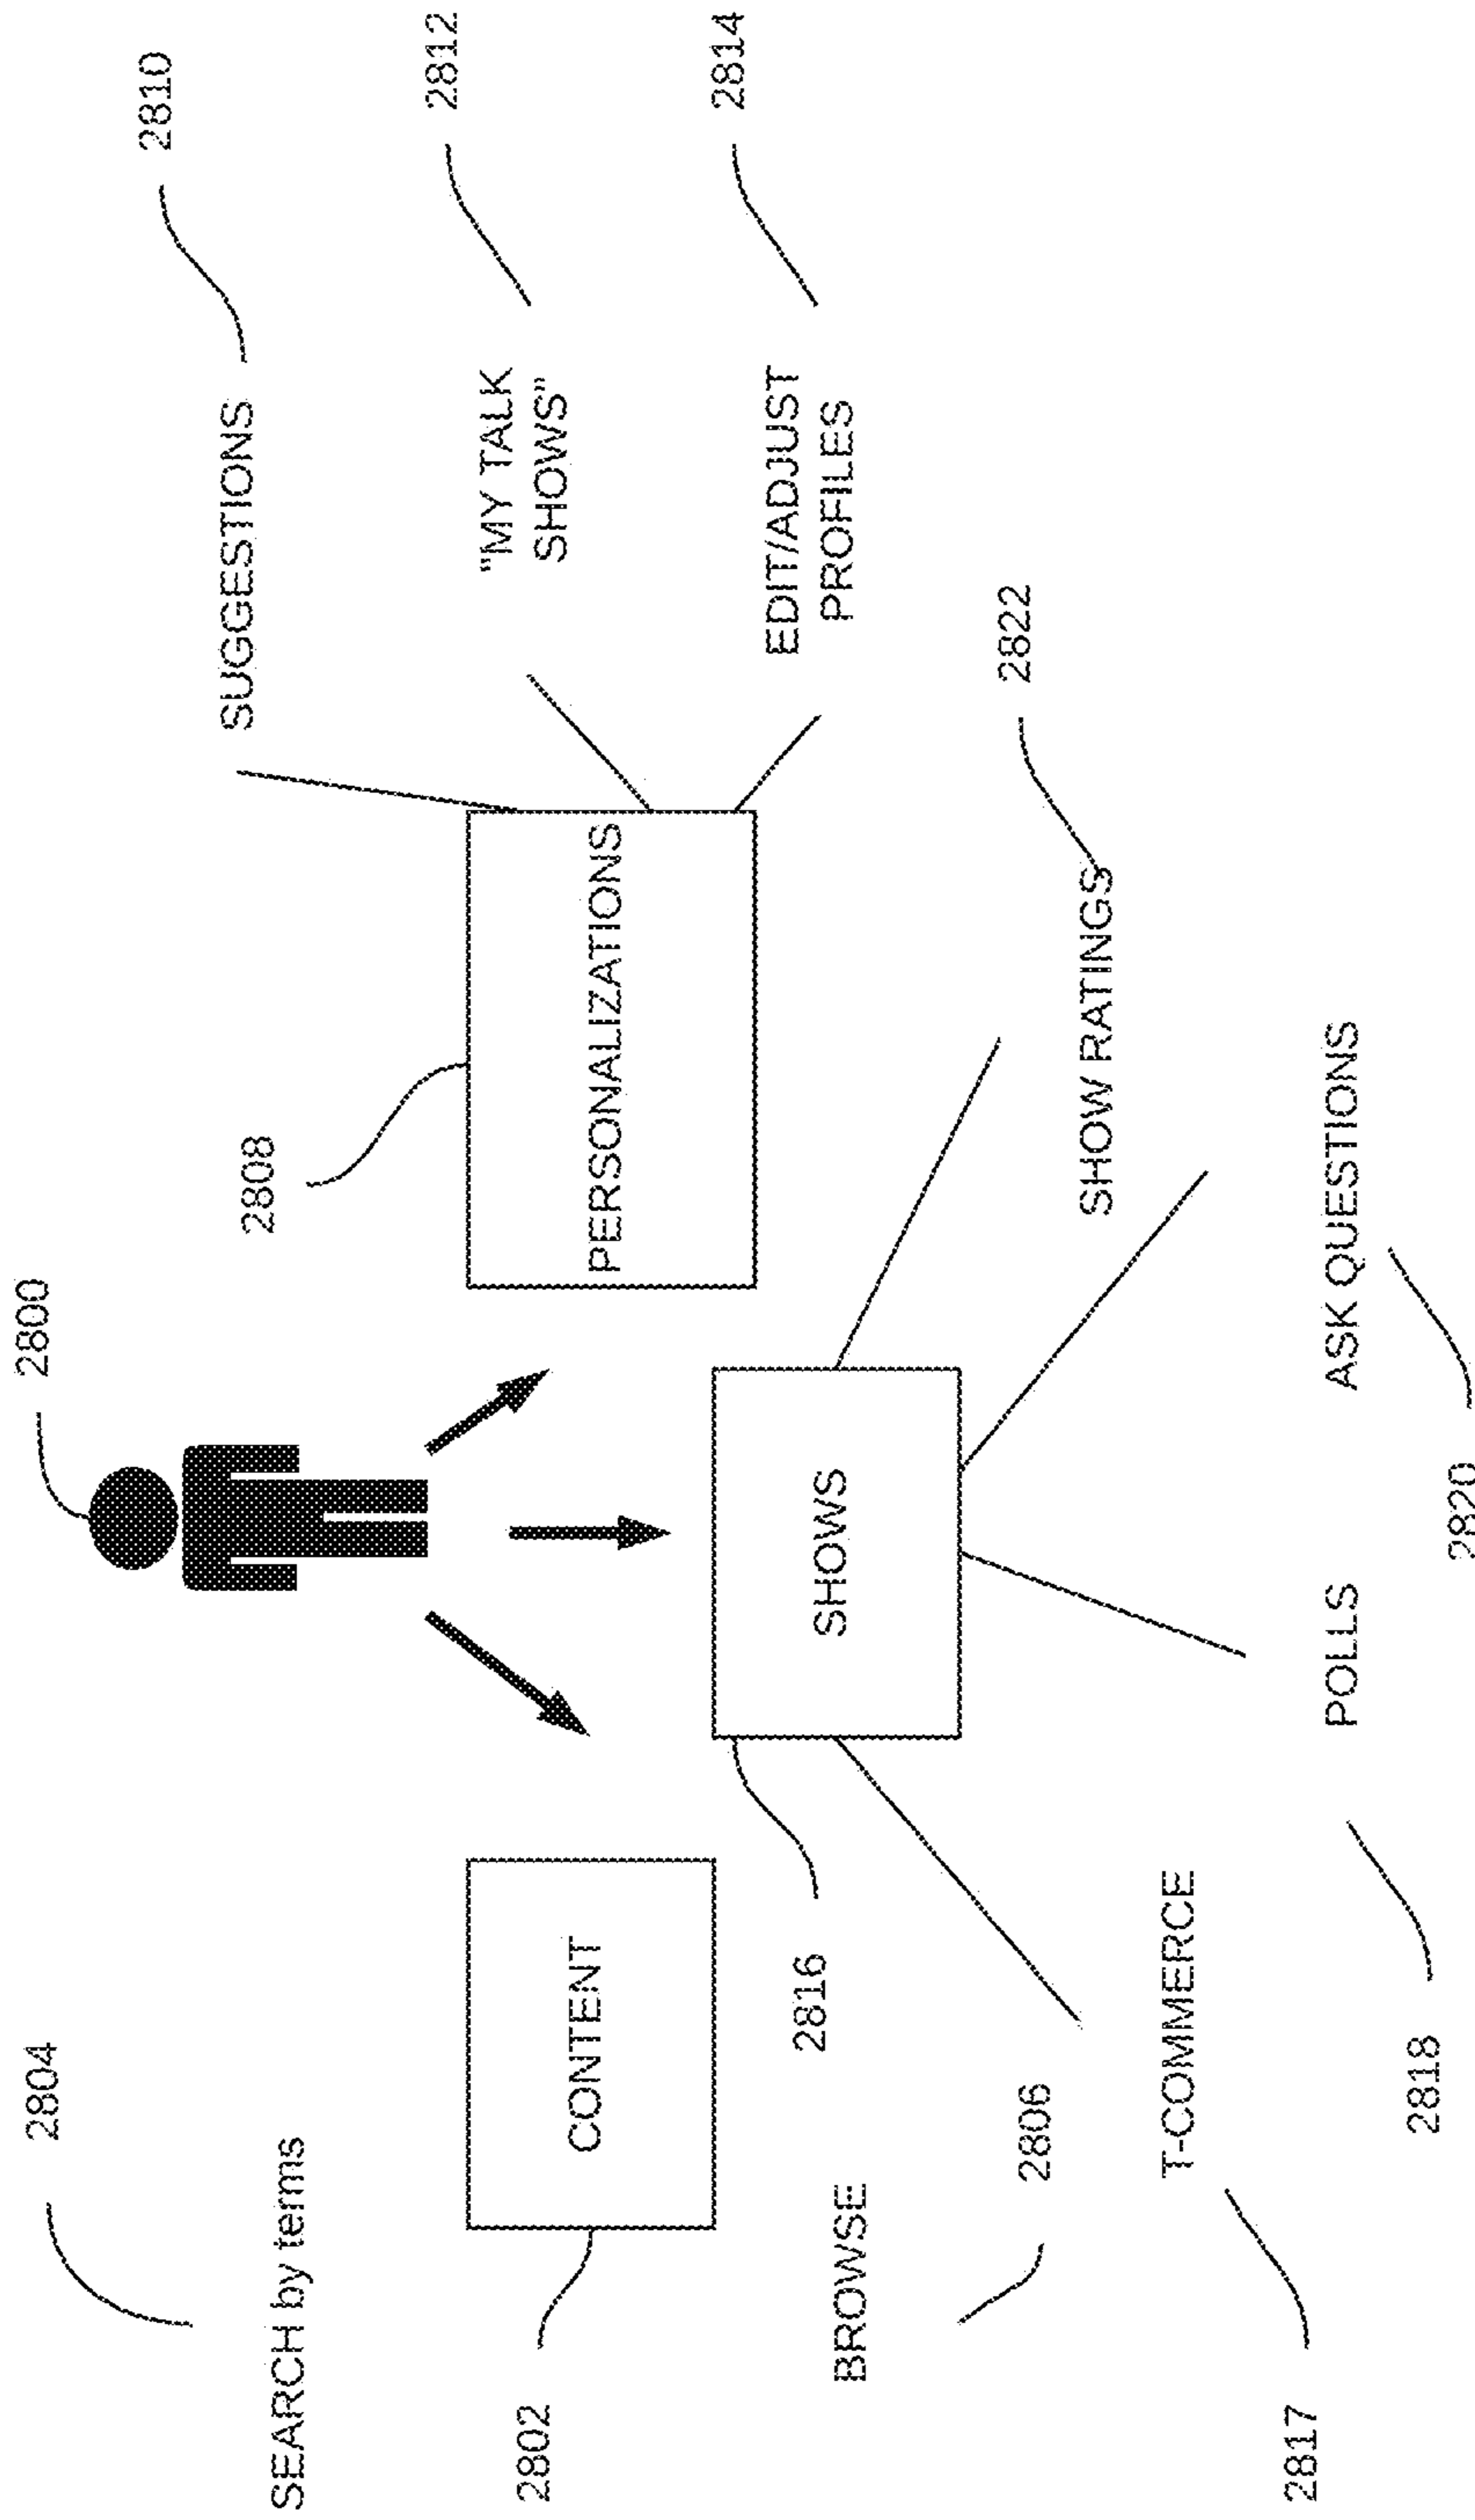 2800
2804
SEARCH by terms
2808
SUGGESTIONS
2810
2802
CONTENT
PERSONALIZATIONS
"MY TALK
SHOWS"
2812
BROWSE
2816
SHOWS
EDIT/ADJUST
PROFILES
2814
2806
2822
T-COMMERCE
SHOW RATINGS
2817
POLLS
ASK QUESTIONS
2818
2820